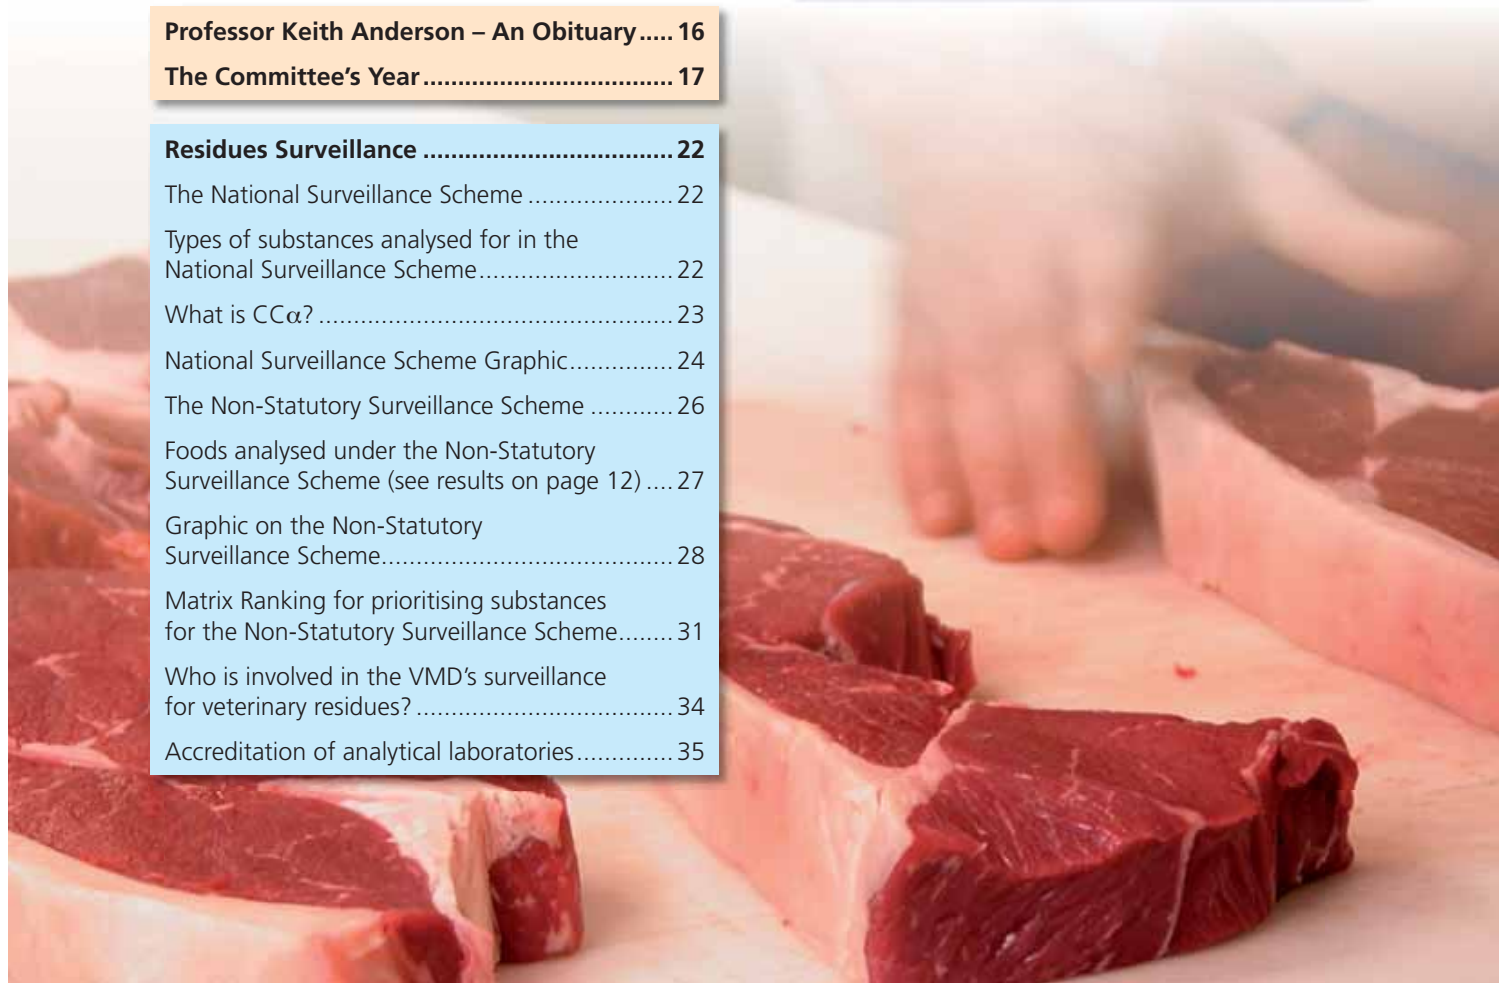 Professor Keith Anderson – An Obituary ..... 16
The Committee's Year .................................... 17
Residues Surveillance .................................... 22
The National Surveillance Scheme ..................... 22
Types of substances analysed for in the
National Surveillance Scheme ............................ 22
What is CCα? ................................................... 23
National Surveillance Scheme Graphic ............... 24
The Non-Statutory Surveillance Scheme ............ 26
Foods analysed under the Non-Statutory
Surveillance Scheme (see results on page 12) .... 27
Graphic on the Non-Statutory
Surveillance Scheme .......................................... 28
Matrix Ranking for prioritising substances
for the Non-Statutory Surveillance Scheme ........ 31
Who is involved in the VMD's surveillance
for veterinary residues? ..................................... 34
Accreditation of analytical laboratories .............. 35